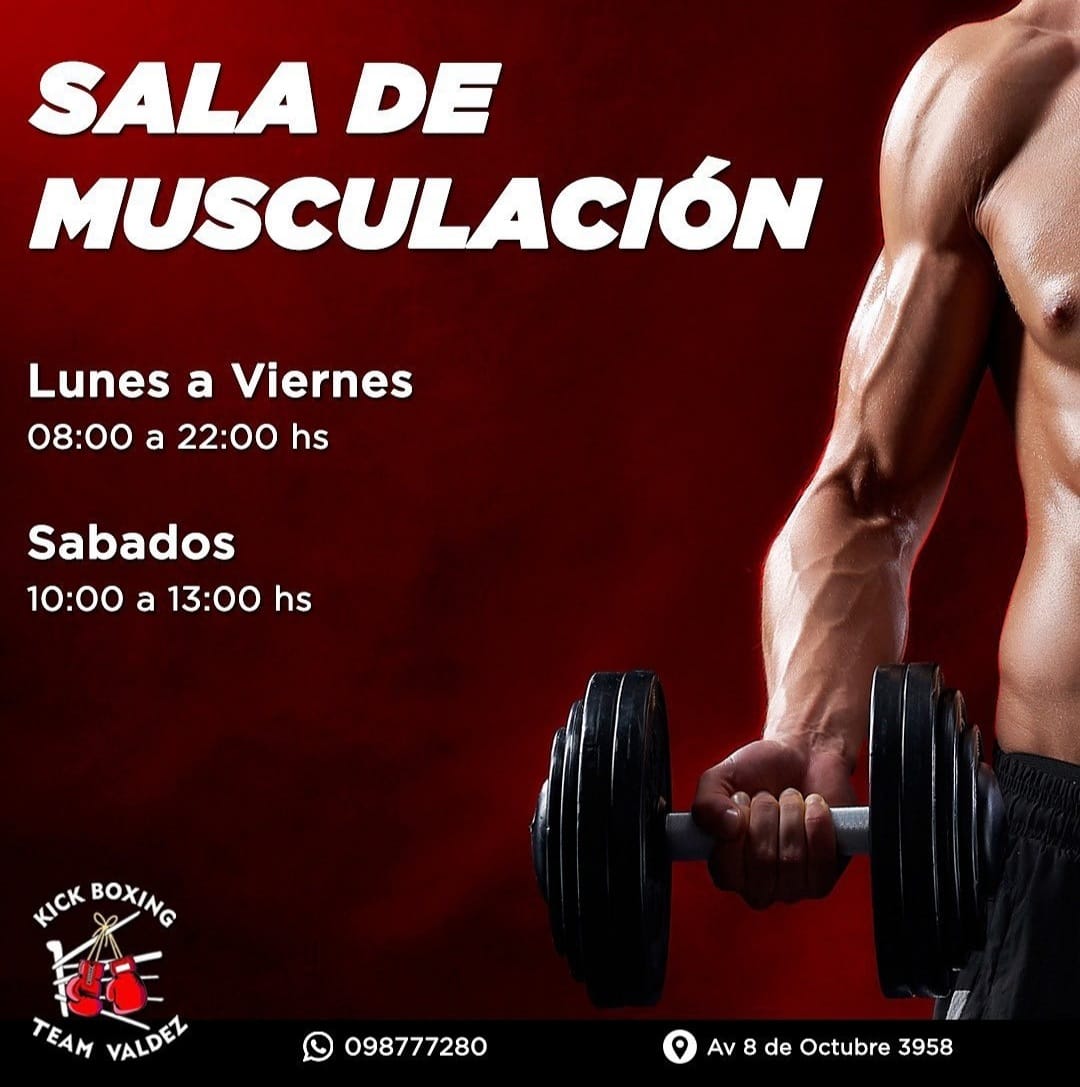 SALA DE
MUSCULACIÓN
Lunes a Viernes
08:00 a 22:00 hs
Sabados
10:00 a 13:00 hs
KICK BOXING
TEAM VALDEZ
098777280
Av 8 de Octubre 3958